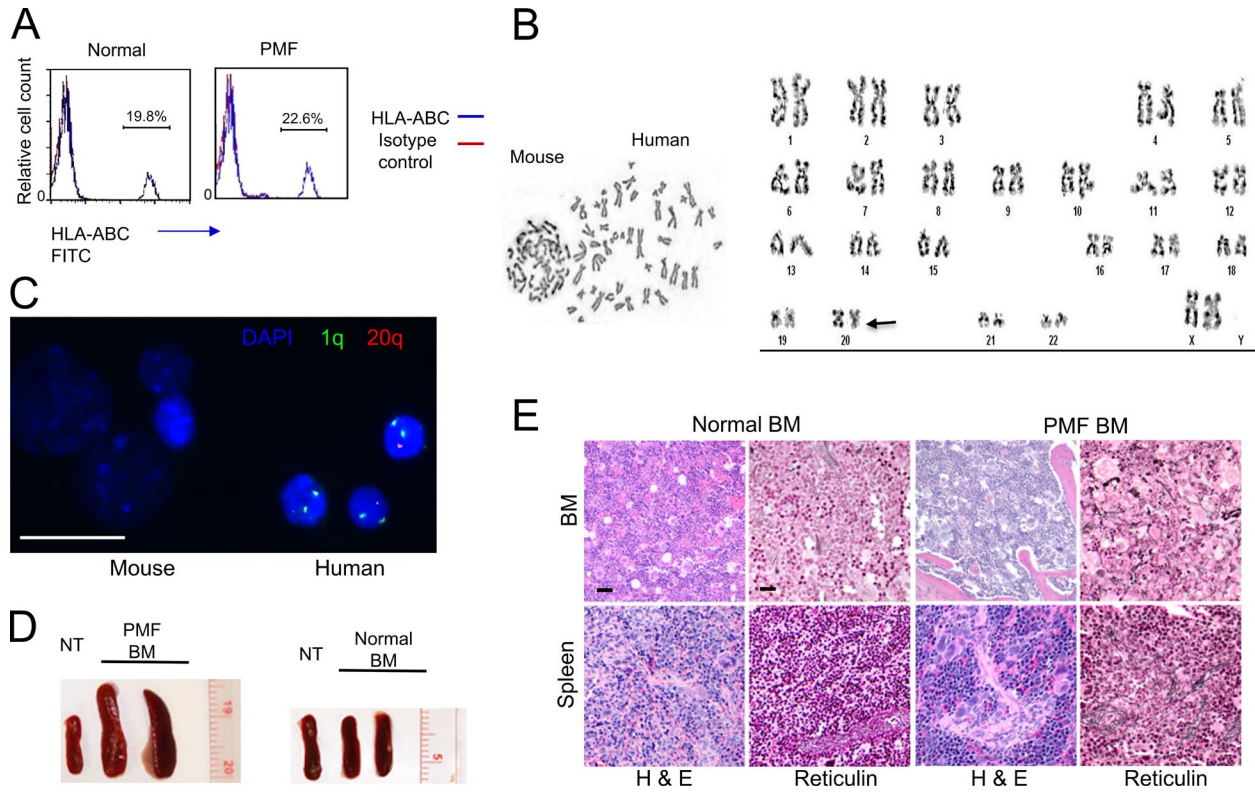 A
Normal
PMF
Relative cell count
19.8%
22.6%
0
0
HLA-ABC
FITC
HLA-ABC
Isotype
control
B
Mouse
Human
1 2 3 4 5
6 7 8 9 10 11 12
13 14 15 16 17 18
19 20 21 22 X Y
C
DAPI 1q 20q
Mouse
Human
D
NT
PMF
BM
19
20
NT
Normal
BM
5
E
Normal BM
PMF BM
BM
Spleen
H & E
Reticulin
H & E
Reticulin